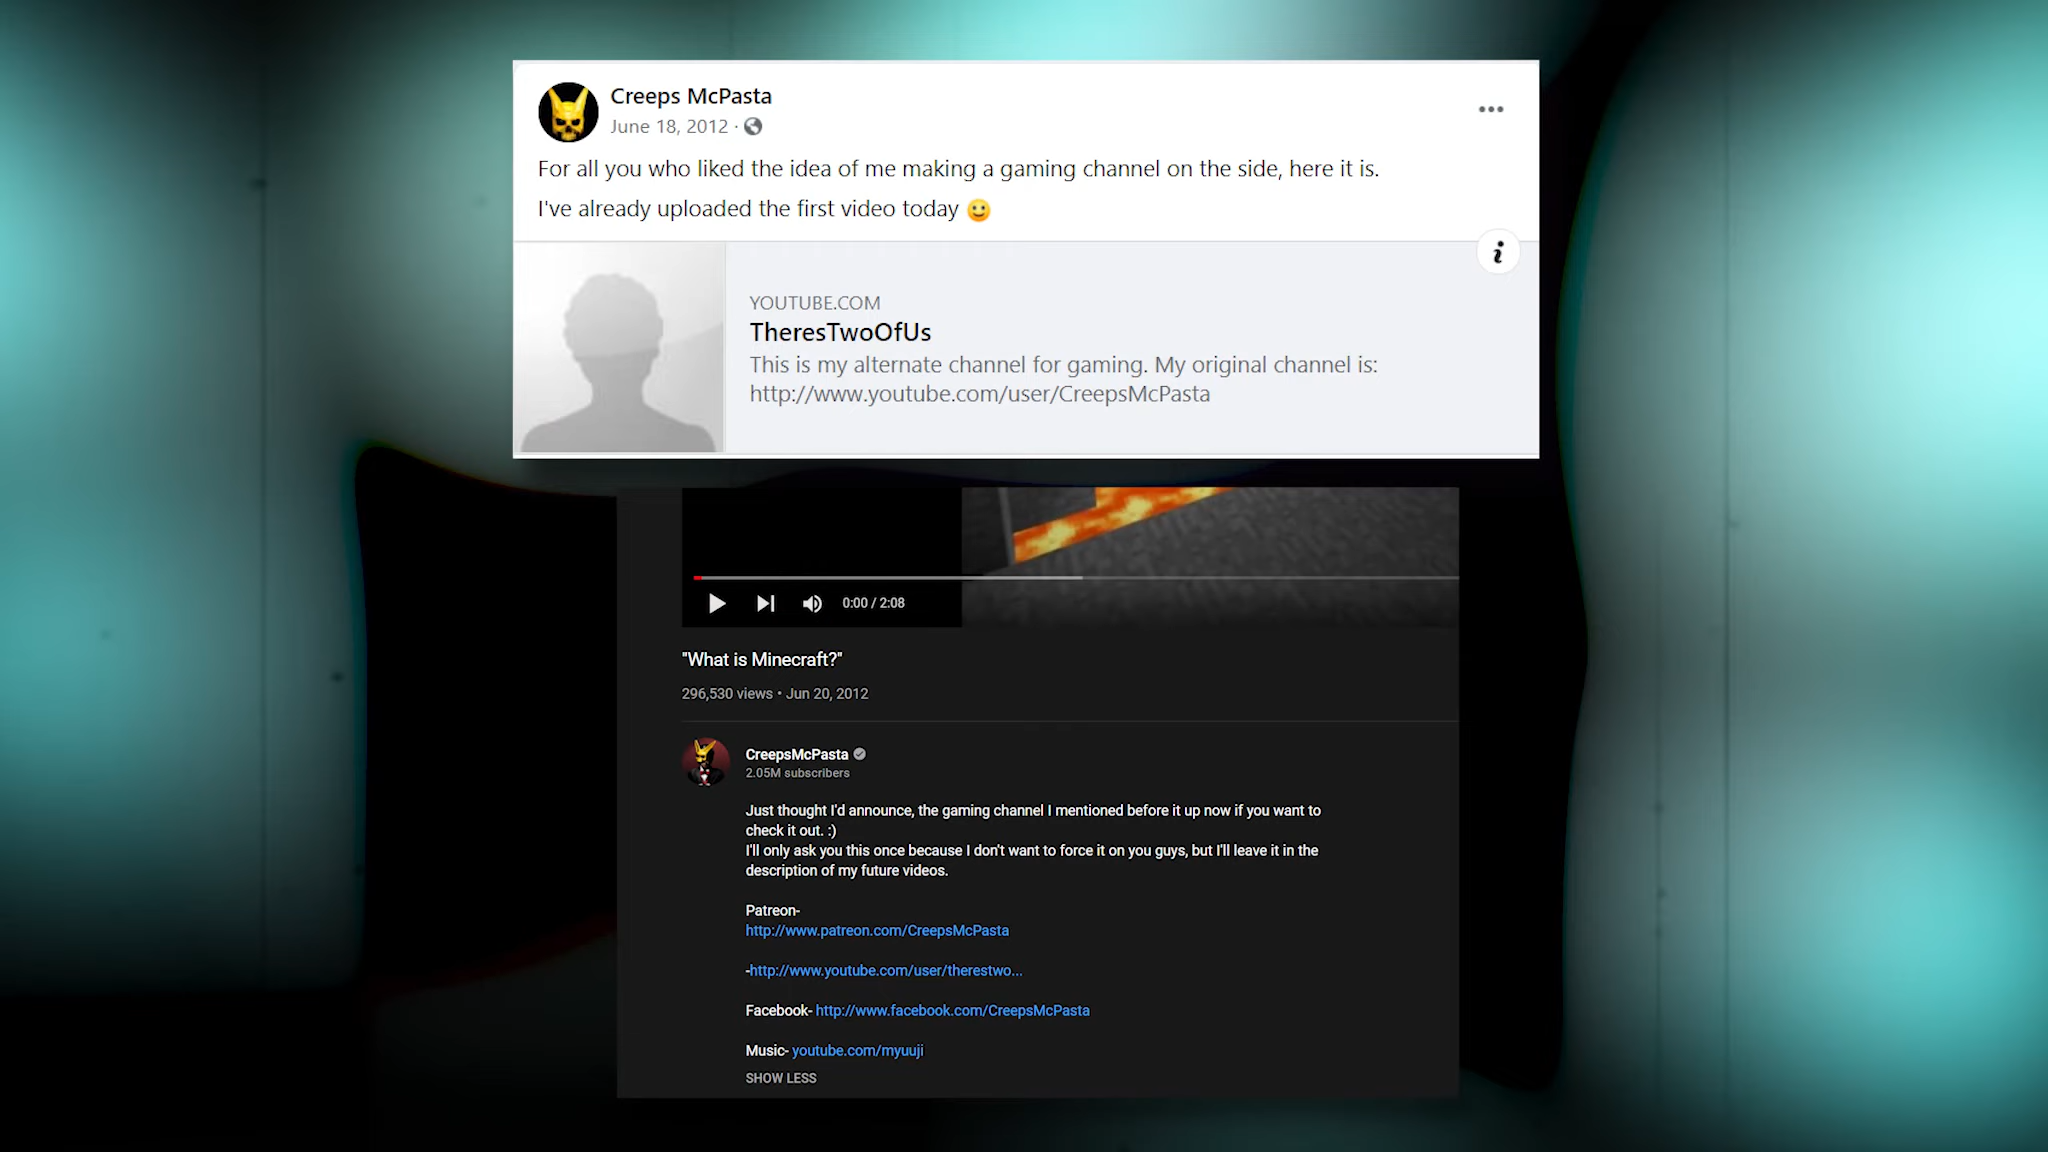 Creeps McPasta
June 18, 2012 ·
For all you who liked the idea of me making a gaming channel on the side, here it is.
I've already uploaded the first video today 🙂
i
YOUTUBE.COM
TheresTwoOfUs
This is my alternate channel for gaming. My original channel is:
http://www.youtube.com/user/CreepsMcPasta
0:00 / 2:08
"What is Minecraft?"
296,530 views • Jun 20, 2012
CreepsMcPasta
2.05M subscribers
Just thought I'd announce, the gaming channel I mentioned before it up now if you want to
check it out. :)
I'll only ask you this once because I don't want to force it on you guys, but I'll leave it in the
description of my future videos.
Patreon-
http://www.patreon.com/CreepsMcPasta
-http://www.youtube.com/user/therestwo...
Facebook- http://www.facebook.com/CreepsMcPasta
Music- youtube.com/myuuji
SHOW LESS